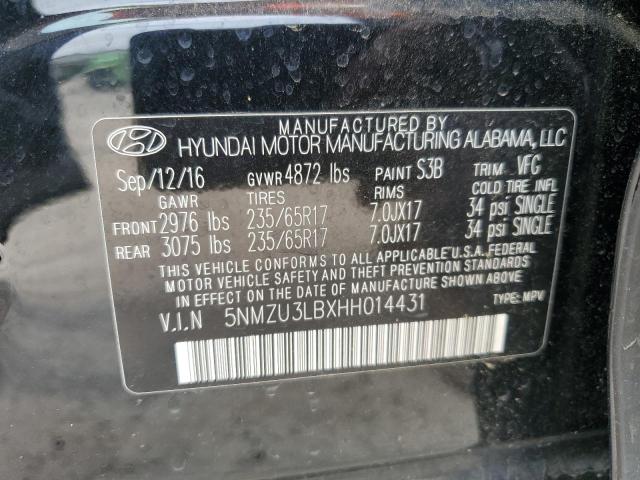 MANUFACTURED BY
HYUNDAI MOTOR MANUFACTURING ALABAMA, LLC
Sep/12/16 GVWR 4872 lbs PAINT S3B TRIM VFG
GAWR TIRES RIMS COLD TIRE INFL
FRONT 2976 lbs 235/65R17 7.0JX17 34 psi SINGLE
REAR 3075 lbs 235/65R17 7.0JX17 34 psi SINGLE
THIS VEHICLE CONFORMS TO ALL APPLICABLE U.S.A. FEDERAL
MOTOR VEHICLE SAFETY AND THEFT PREVENTION STANDARDS
IN EFFECT ON THE DATE OF MANUFACTURE SHOWN ABOVE.
V.I.N 5NMZU3LBXHH014431 TYPE: MPV